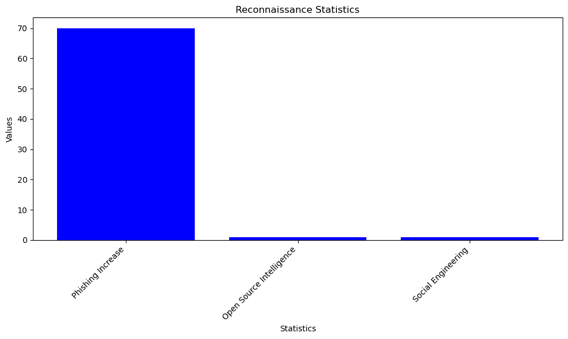 Reconnaissance Statistics
70
60
50
40
30
20
10
0
Values
Phishing Increase
Open Source Intelligence
Social Engineering
Statistics